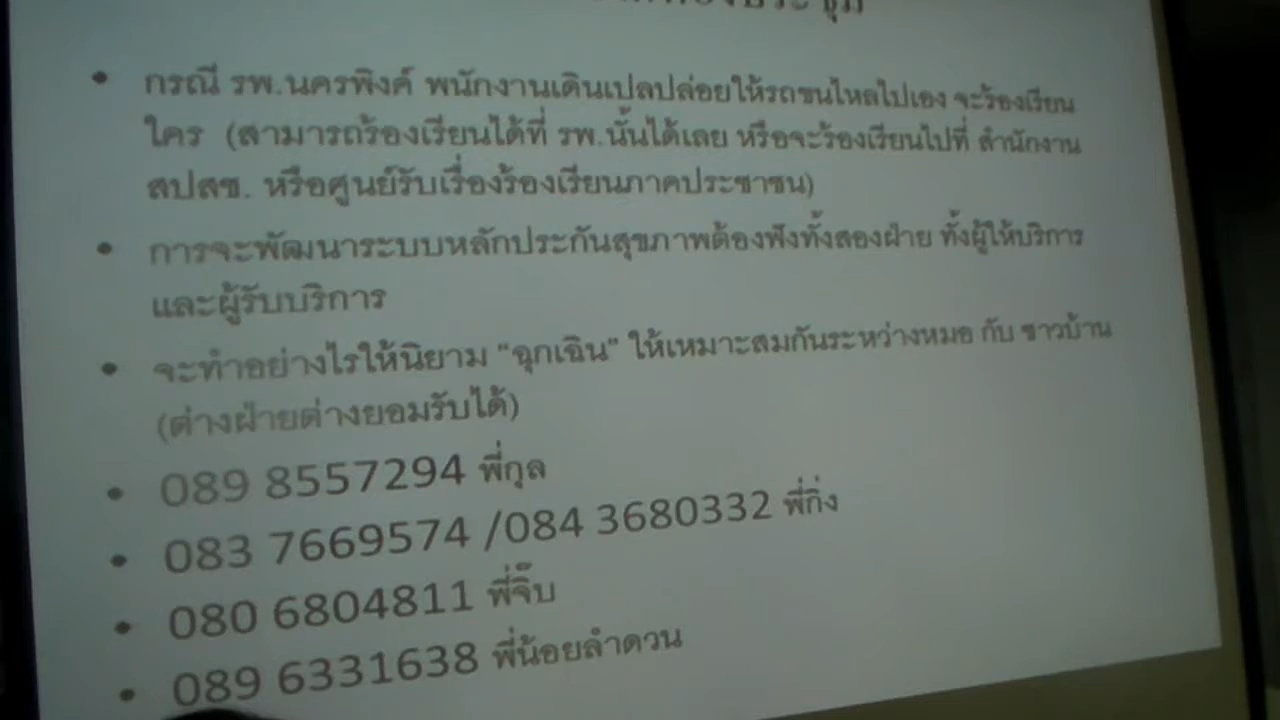 • กรณี รพ.นครพิงค์ พนักงานเดินเปลปล่อยให้รถชนไหลไปเอง จะร้องเรียน
ใคร (สามารถร้องเรียนได้ที่ รพ.นั้นได้เลย หรือจะร้องเรียนไปที่ สำนักงาน
สปสช. หรือศูนย์รับเรื่องร้องเรียนภาคประชาชน)
• การจะพัฒนาระบบหลักประกันสุขภาพต้องฟังทั้งสองฝ่าย ทั้งผู้ให้บริการ
และผู้รับบริการ
• จะทำอย่างไรให้นิยาม "ฉุกเฉิน" ให้เหมาะสมกันระหว่างหมอ กับ ชาวบ้าน
(ต่างฝ่ายต่างยอมรับได้)
• 089 8557294 พี่กุล
• 083 7669574 /084 3680332 พี่กิ่ง
• 080 6804811 พี่จิ๊บ
• 089 6331638 พี่น้อยลำดวน